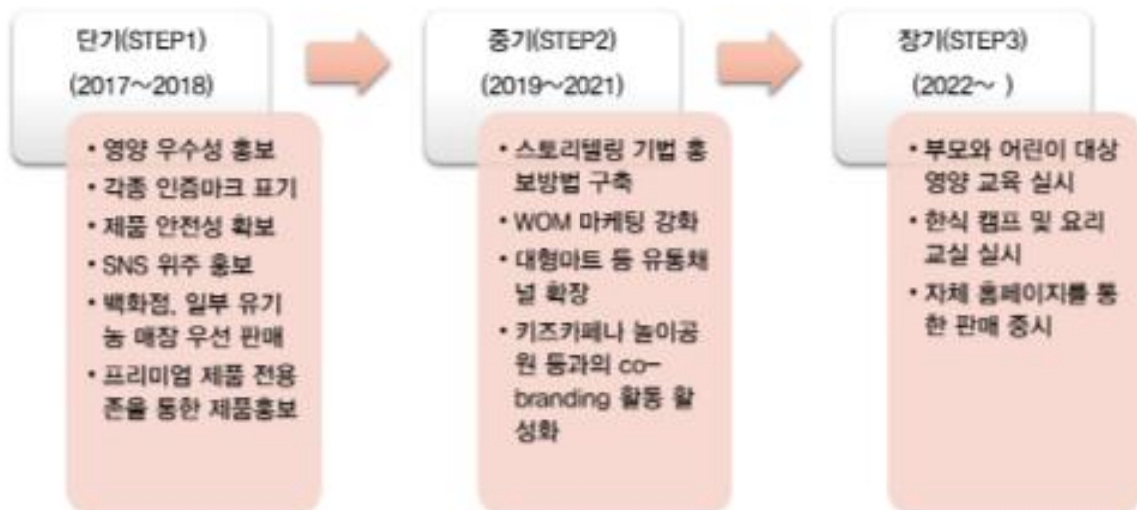 단기(STEP1)
(2017~2018)
• 영양 우수성 홍보
• 각종 인증마크 표기
• 제품 안전성 확보
• SNS 위주 홍보
• 백화점, 일부 유기
농 매장 우선 판매
• 프리미엄 제품 전용
존을 통한 제품홍보
중기(STEP2)
(2019~2021)
• 스토리텔링 기법 홍
보방법 구축
• WOM 마케팅 강화
• 대형마트 등 유통채
널 확장
• 키즈카페나 놀이공
원 등과의 co-
branding 활동 활
성화
장기(STEP3)
(2022~ )
• 부모와 어린이 대상
영양 교육 실시
• 한식 캠프 및 요리
교실 실시
• 자체 홈페이지를 통
한 판매 중시